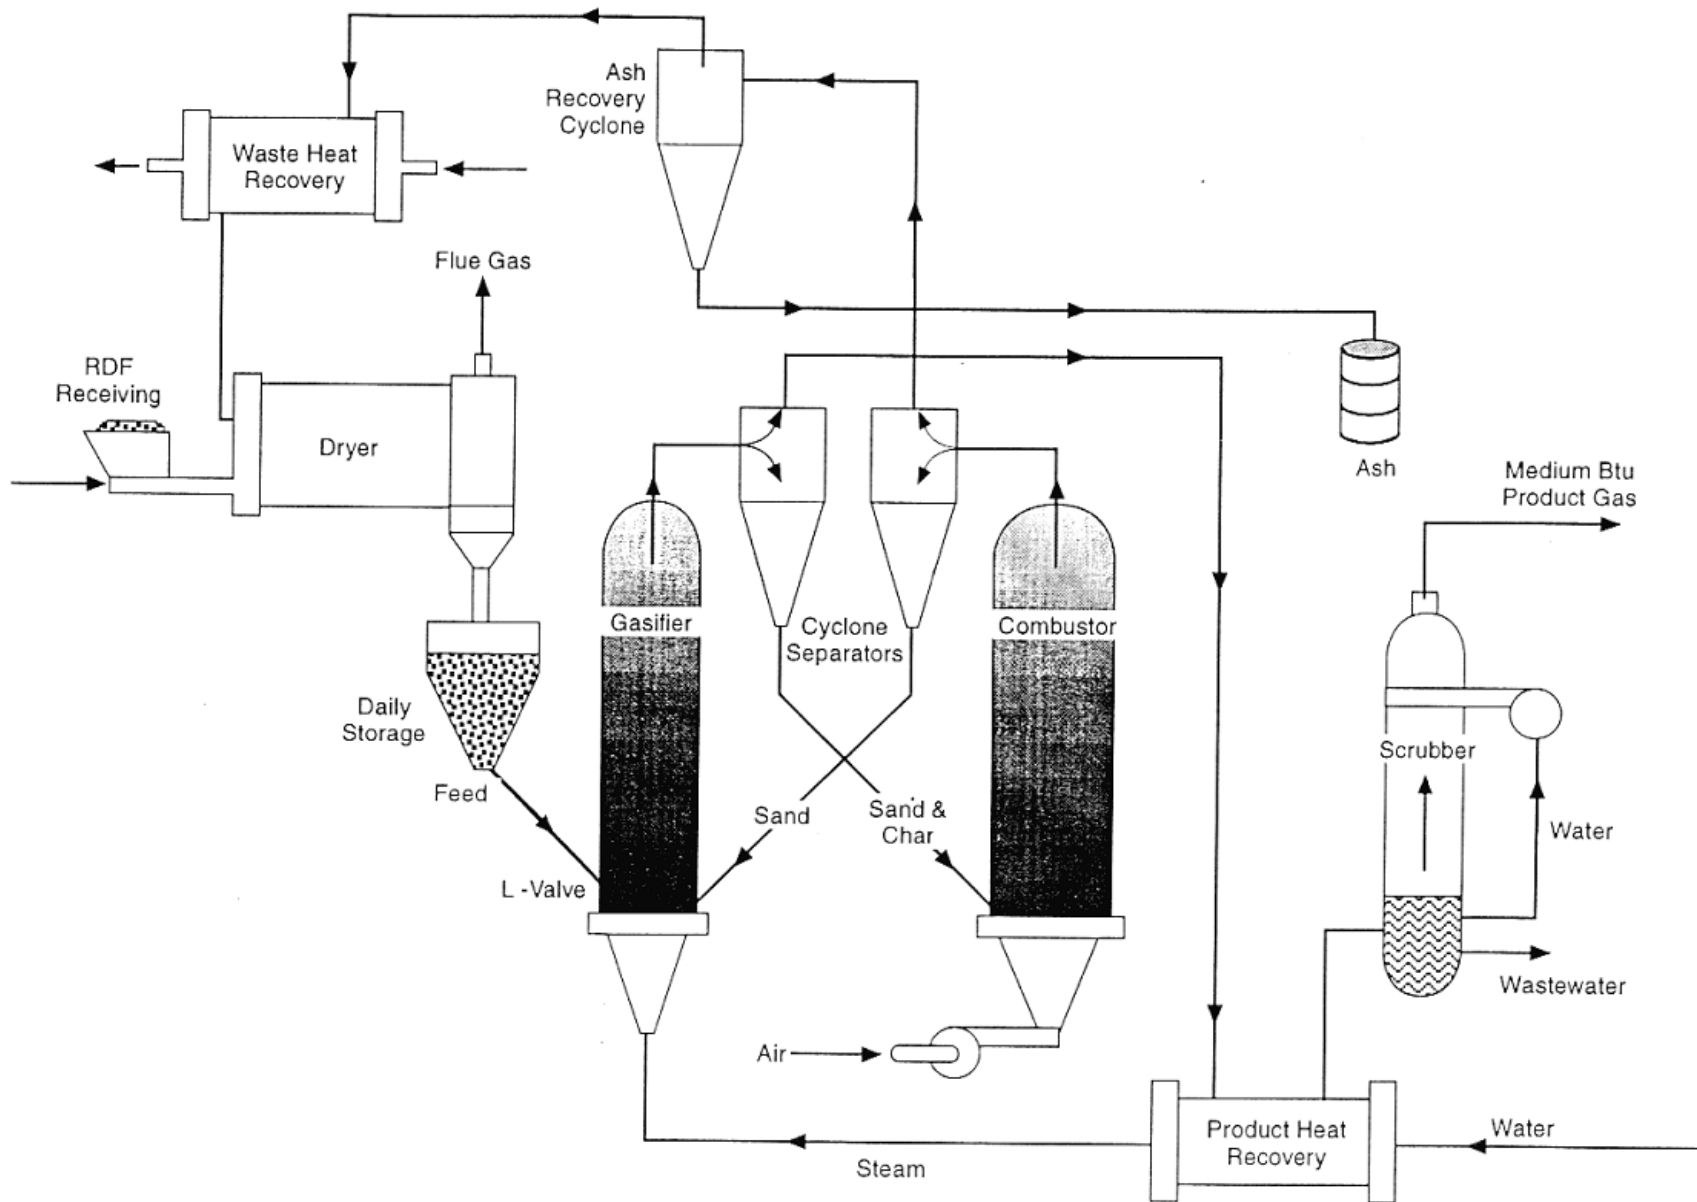 Ash
Recovery
Cyclone
Waste Heat
Recovery
Flue Gas
RDF
Receiving
Dryer
Ash
Medium Btu
Product Gas
Gasifier
Cyclone
Separators
Combustor
Daily
Storage
Scrubber
Feed
Sand
Sand &
Char
Water
L -Valve
Wastewater
Air
Product Heat
Recovery
Water
Steam